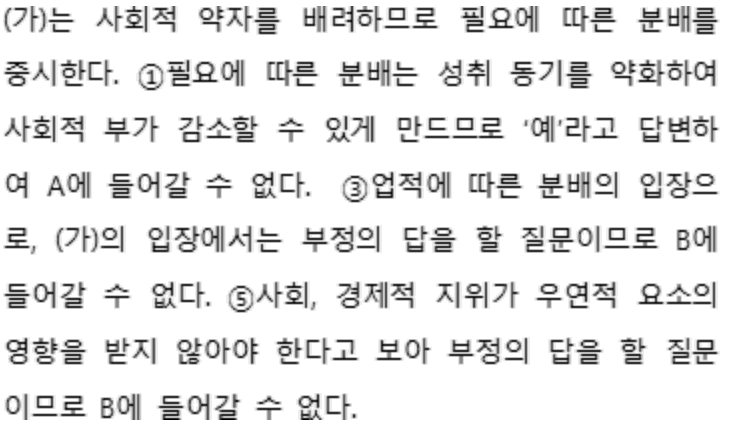 (가)는 사회적 약자를 배려하므로 필요에 따른 분배를
중시한다. ①필요에 따른 분배는 성취 동기를 약화하여
사회적 부가 감소할 수 있게 만드므로 ‘예’라고 답변하
여 A에 들어갈 수 없다. ③업적에 따른 분배의 입장으
로, (가)의 입장에서는 부정의 답을 할 질문이므로 B에
들어갈 수 없다. ⑤사회, 경제적 지위가 우연적 요소의
영향을 받지 않아야 한다고 보아 부정의 답을 할 질문
이므로 B에 들어갈 수 없다.